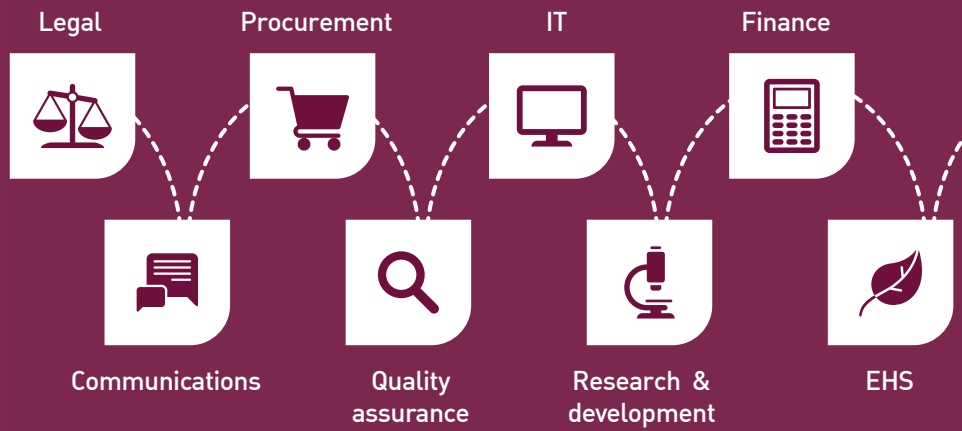 Legal
Procurement
IT
Finance
Communications
Quality
assurance
Research &
development
EHS